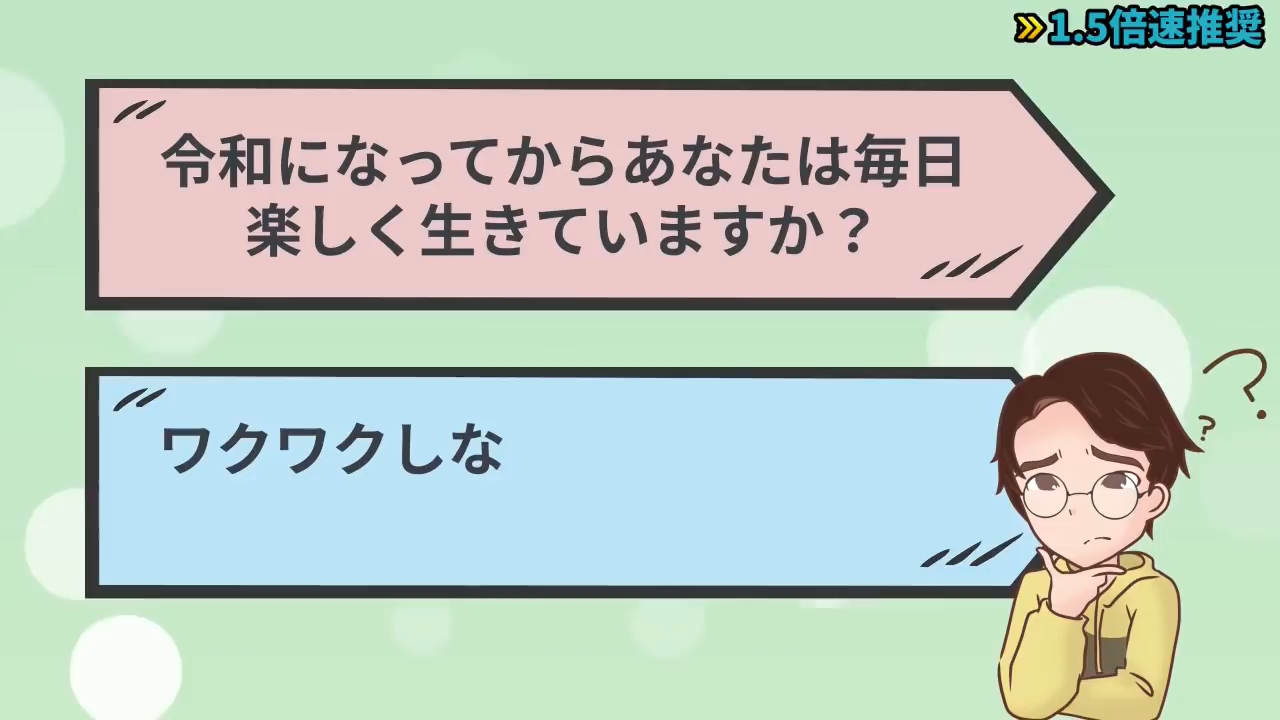 1.5倍速推奨
令和になってからあなたは毎日
楽しく生きていますか？
ワクワクしな